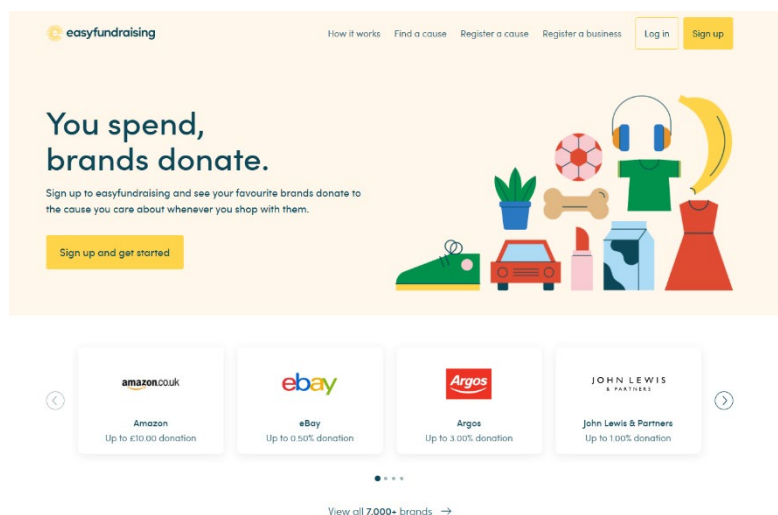 easyfundraising
How it works
Find a cause
Register a cause
Register a business
Log in
Sign up
You spend,
brands donate.
Sign up to easyfundraising and see your favourite brands donate to
the cause you care about whenever you shop with them.
Sign up and get started
amazon.co.uk
Amazon
Up to £10.00 donation
ebay
eBay
Up to 0.50% donation
Argos
Argos
Up to 3.00% donation
JOHN LEWIS
& PARTNERS
John Lewis & Partners
Up to 1.00% donation
View all 7,000+ brands →